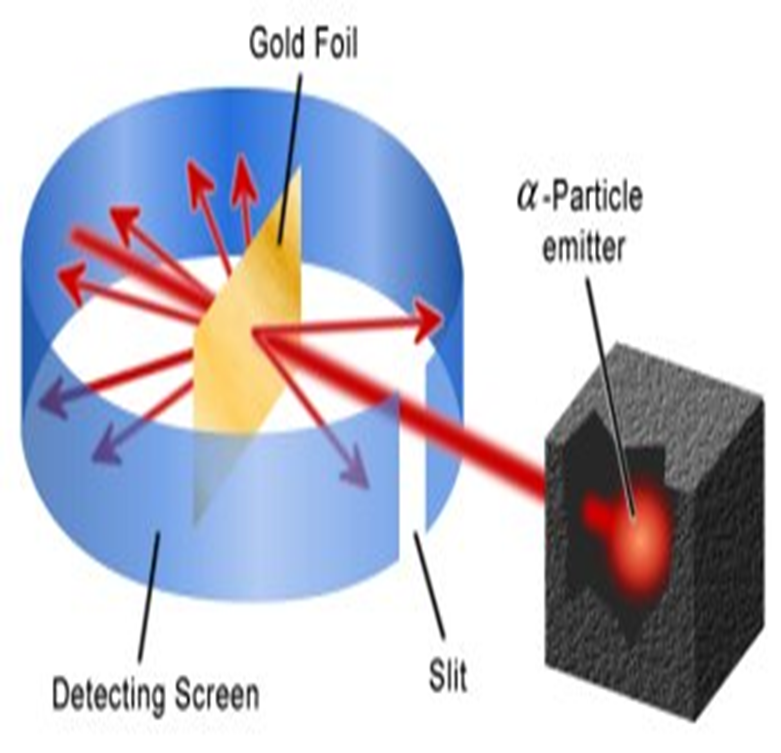 Gold Foil
α-Particle
emitter
Slit
Detecting Screen